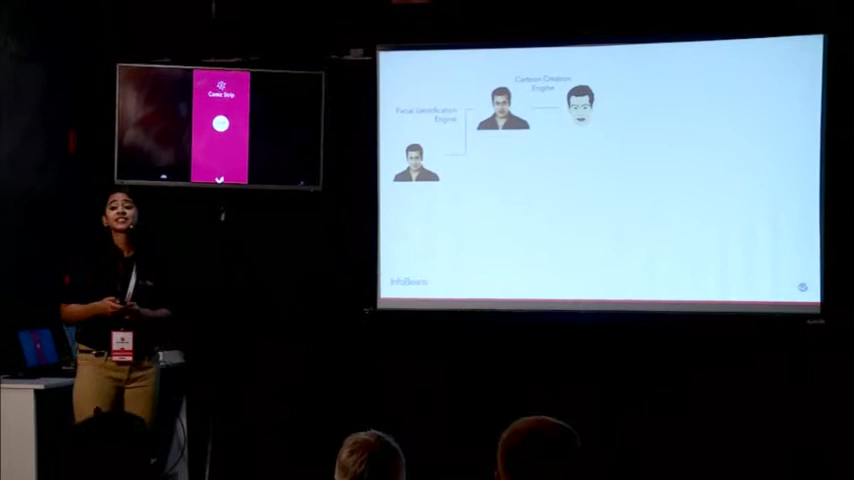 Comic Strip
Cartoon Creation
Engine
Facial Identification
Engine
InfoBeans